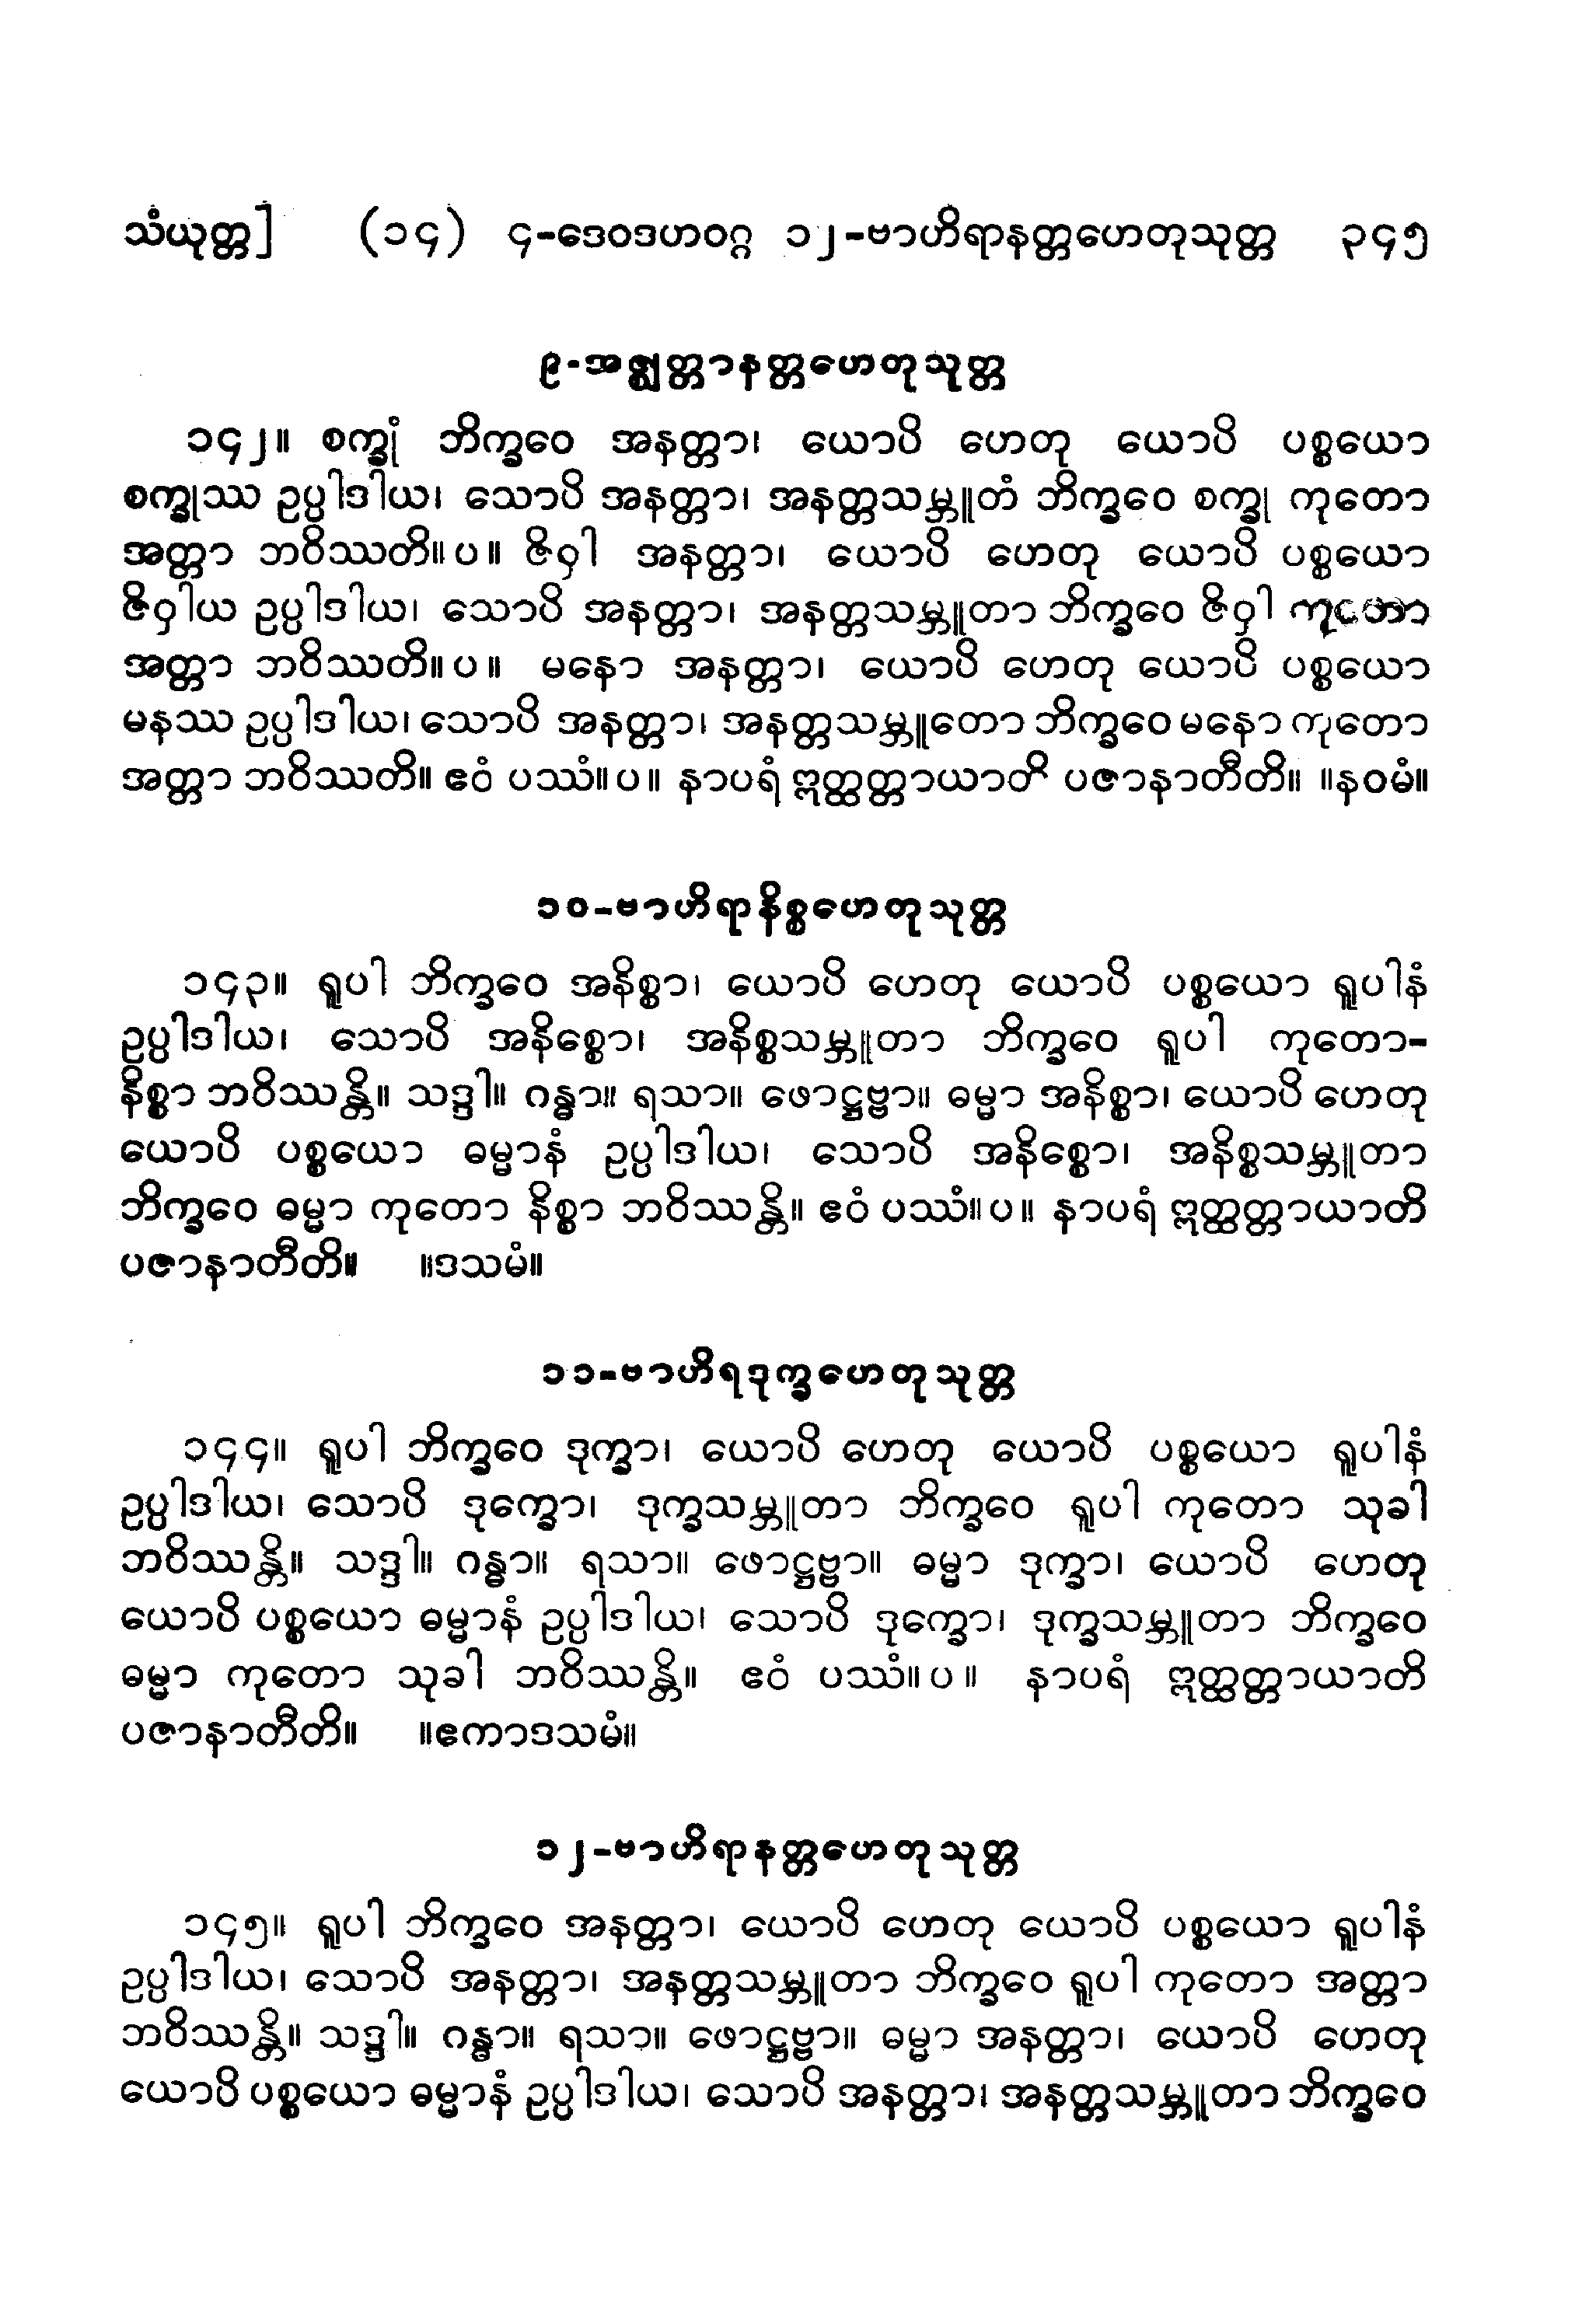 သံယုတ္တ] (၁၄) ၄-ဒေဝဒဟဝဂ္ဂ ၁၂-ဗာဟိရာနတ္တဟေတုသုတ္တ ၃၄၅
၉-အဇ္ဈတ္တာနတ္တဟေတုသုတ္တ
၁၄၂။ စက္ခုံ ဘိက္ခဝေ အနတ္တာ၊ ယောပိ ဟေတု ယောပိ ပစ္စယော
စက္ခုဿ ဥပ္ပါဒါယ၊ သောပိ အနတ္တာ၊ အနတ္တသမ္ဘူတံ ဘိက္ခဝေ စက္ခု ကုတော
အတ္တာ ဘဝိဿတိ။ ပ ။ ဇိဝှါ အနတ္တာ၊ ယောပိ ဟေတု ယောပိ ပစ္စယော
ဇိဝှါယ ဥပ္ပါဒါယ၊ သောပိ အနတ္တာ၊ အနတ္တသမ္ဘူတာ ဘိက္ခဝေ ဇိဝှါ ကုတော
အတ္တာ ဘဝိဿတိ။ ပ ။ မနော အနတ္တာ၊ ယောပိ ဟေတု ယောပိ ပစ္စယော
မနဿ ဥပ္ပါဒါယ၊ သောပိ အနတ္တာ၊ အနတ္တသမ္ဘူတော ဘိက္ခဝေ မနော ကုတော
အတ္တာ ဘဝိဿတိ။ ဧဝံ ပဿံ။ ပ ။ နာပရံ ဣတ္ထတ္တာယာတိ ပဇာနာတီတိ။ ။နဝမံ။
၁၀-ဗာဟိရာနိစ္စဟေတုသုတ္တ
၁၄၃။ ရူပါ ဘိက္ခဝေ အနိစ္စာ၊ ယောပိ ဟေတု ယောပိ ပစ္စယော ရူပါနံ
ဥပ္ပါဒါယ၊ သောပိ အနိစ္စော၊ အနိစ္စသမ္ဘူတာ ဘိက္ခဝေ ရူပါ ကုတော-
နိစ္စာ ဘဝိဿန္တိ။ သဒ္ဒါ။ ဂန္ဓာ။ ရသာ။ ဖောဋ္ဌဗ္ဗာ။ ဓမ္မာ အနိစ္စာ၊ ယောပိ ဟေတု
ယောပိ ပစ္စယော ဓမ္မာနံ ဥပ္ပါဒါယ၊ သောပိ အနိစ္စော၊ အနိစ္စသမ္ဘူတာ
ဘိက္ခဝေ ဓမ္မာ ကုတော နိစ္စာ ဘဝိဿန္တိ။ ဧဝံ ပဿံ။ ပ ။ နာပရံ ဣတ္ထတ္တာယာတိ
ပဇာနာတီတိ။ ။ဒသမံ။
၁၁-ဗာဟိရဒုက္ခဟေတုသုတ္တ
၁၄၄။ ရူပါ ဘိက္ခဝေ ဒုက္ခာ၊ ယောပိ ဟေတု ယောပိ ပစ္စယော ရူပါနံ
ဥပ္ပါဒါယ၊ သောပိ ဒုက္ခော၊ ဒုက္ခသမ္ဘူတာ ဘိက္ခဝေ ရူပါ ကုတော သုခါ
ဘဝိဿန္တိ။ သဒ္ဒါ။ ဂန္ဓာ။ ရသာ။ ဖောဋ္ဌဗ္ဗာ။ ဓမ္မာ ဒုက္ခာ၊ ယောပိ ဟေတု
ယောပိ ပစ္စယော ဓမ္မာနံ ဥပ္ပါဒါယ၊ သောပိ ဒုက္ခော၊ ဒုက္ခသမ္ဘူတာ ဘိက္ခဝေ
ဓမ္မာ ကုတော သုခါ ဘဝိဿန္တိ။ ဧဝံ ပဿံ။ ပ ။ နာပရံ ဣတ္ထတ္တာယာတိ
ပဇာနာတီတိ။ ။ဧကာဒသမံ။
၁၂-ဗာဟိရာနတ္တဟေတုသုတ္တ
၁၄၅။ ရူပါ ဘိက္ခဝေ အနတ္တာ၊ ယောပိ ဟေတု ယောပိ ပစ္စယော ရူပါနံ
ဥပ္ပါဒါယ၊ သောပိ အနတ္တာ၊ အနတ္တသမ္ဘူတာ ဘိက္ခဝေ ရူပါ ကုတော အတ္တာ
ဘဝိဿန္တိ။ သဒ္ဒါ။ ဂန္ဓာ။ ရသာ။ ဖောဋ္ဌဗ္ဗာ။ ဓမ္မာ အနတ္တာ၊ ယောပိ ဟေတု
ယောပိ ပစ္စယော ဓမ္မာနံ ဥပ္ပါဒါယ၊ သောပိ အနတ္တာ၊ အနတ္တသမ္ဘူတာ ဘိက္ခဝေ